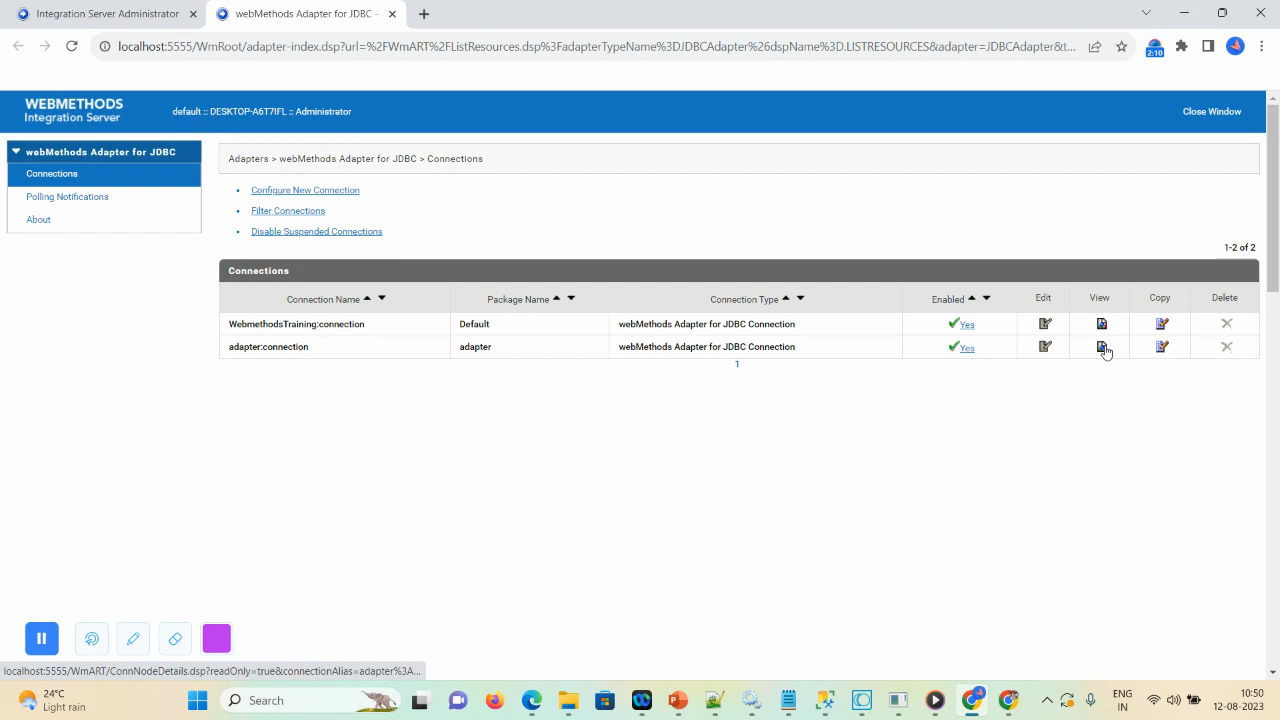 Integration Server Administrator
webMethods Adapter for JDBC -
localhost:5555/WmRoot/adapter-index.dsp?url=%2FWmART%2FListResources.dsp%3FadapterTypeName%3DJDBCAdapter%26dspName%3D.LISTRESOURCES&adapter=JDBCAdapter&t...
2:10
WEBMETHODS
Integration Server
default :: DESKTOP-A6T7IFL :: Administrator
Close Window
webMethods Adapter for JDBC
Connections
Polling Notifications
About
Adapters > webMethods Adapter for JDBC > Connections
Configure New Connection
Filter Connections
Disable Suspended Connections
1-2 of 2
Connections
Connection Name Package Name Connection Type Enabled Edit View Copy Delete
WebmethodsTraining:connection Default webMethods Adapter for JDBC Connection Yes
adapter:connection adapter webMethods Adapter for JDBC Connection Yes
1
localhost:5555/WmART/ConnNodeDetails.dsp?readOnly=true&connectionAlias=adapter%3A...
24°C
Light rain
Search
ENG
IN
10:50
12-08-2023